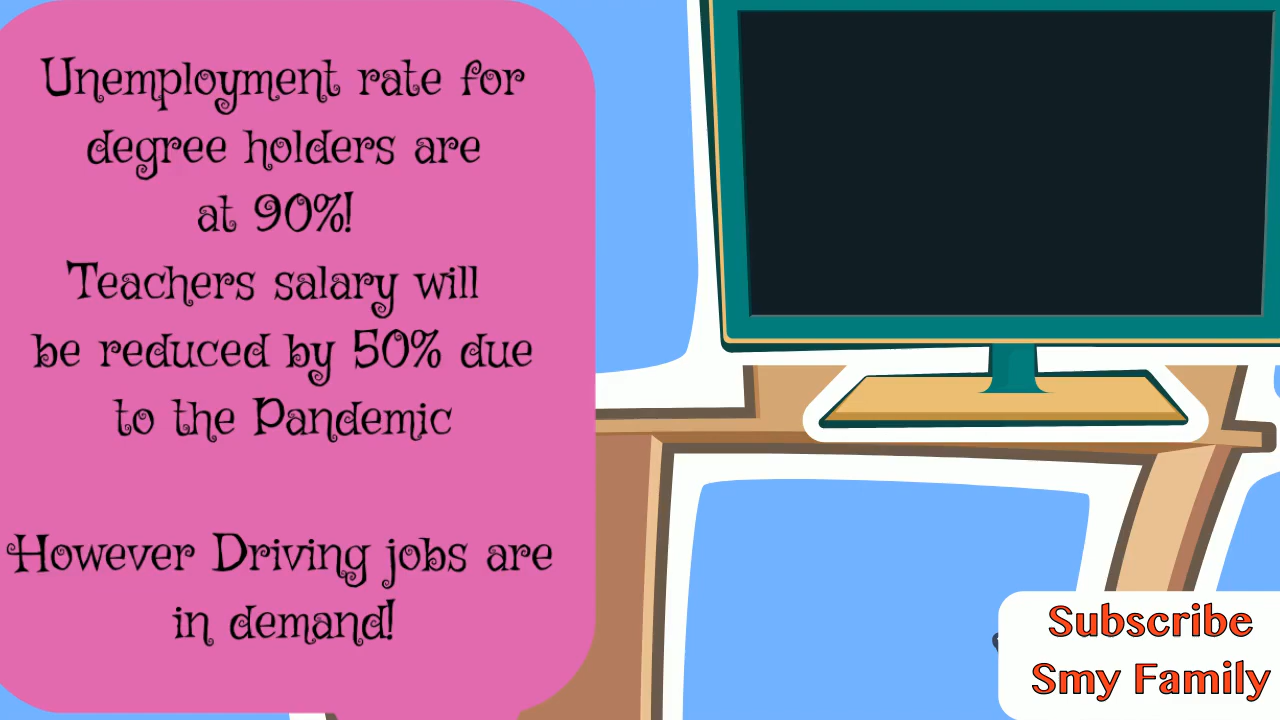 Unemployment rate for
degree holders are
at 90%!
Teachers salary will
be reduced by 50% due
to the Pandemic
However Driving jobs are
in demand!
Subscribe
Smy Family